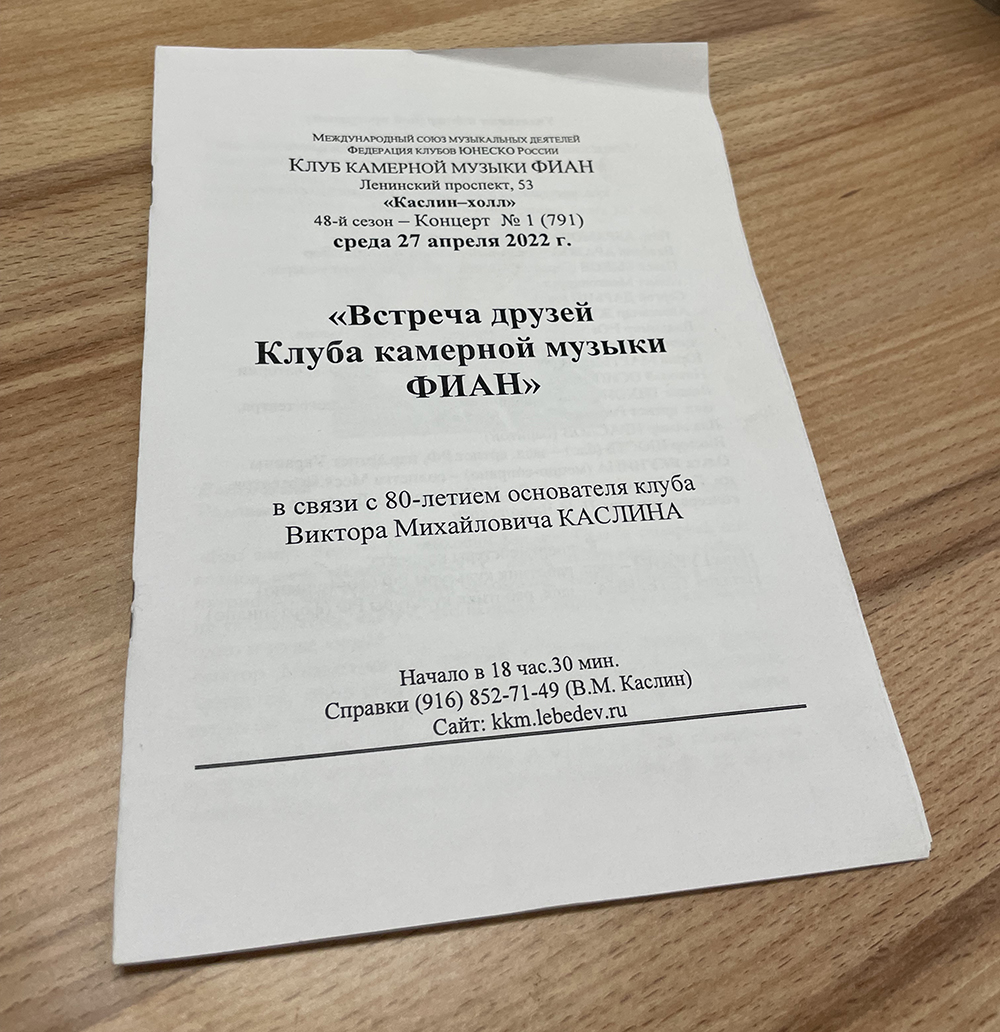 Международный союз музыкальных деятелей
Федерация клубов ЮНЕСКО России
Клуб камерной музыки ФИАН
Ленинский проспект, 53
«Каслин–холл»
48-й сезон – Концерт № 1 (791)
среда 27 апреля 2022 г.
«Встреча друзей
Клуба камерной музыки
ФИАН»
в связи с 80-летием основателя клуба
Виктора Михайловича КАСЛИНА
Начало в 18 час.30 мин.
Справки (916) 852-71-49 (В.М. Каслин)
Сайт: kkm.lebedev.ru